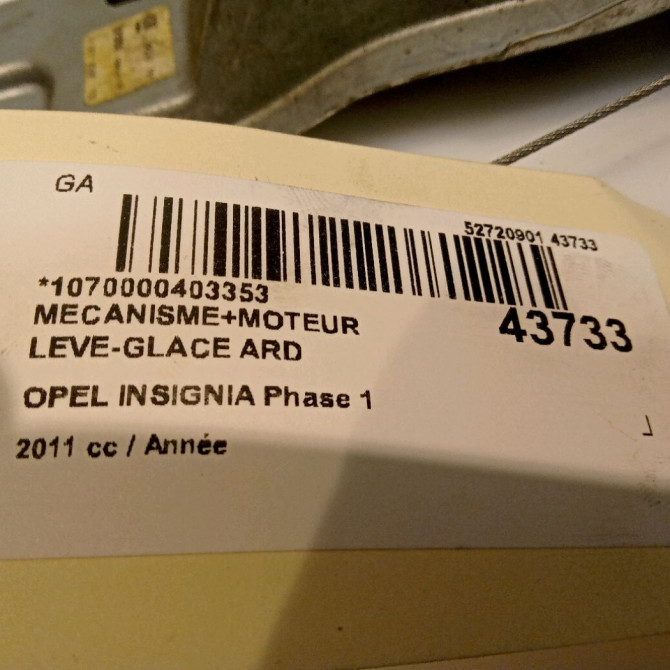 GA
52720901 43733
*1070000403353
43733
MECANISME+MOTEUR
LEVE-GLACE ARD
OPEL INSIGNIA Phase 1
2011 cc / Année